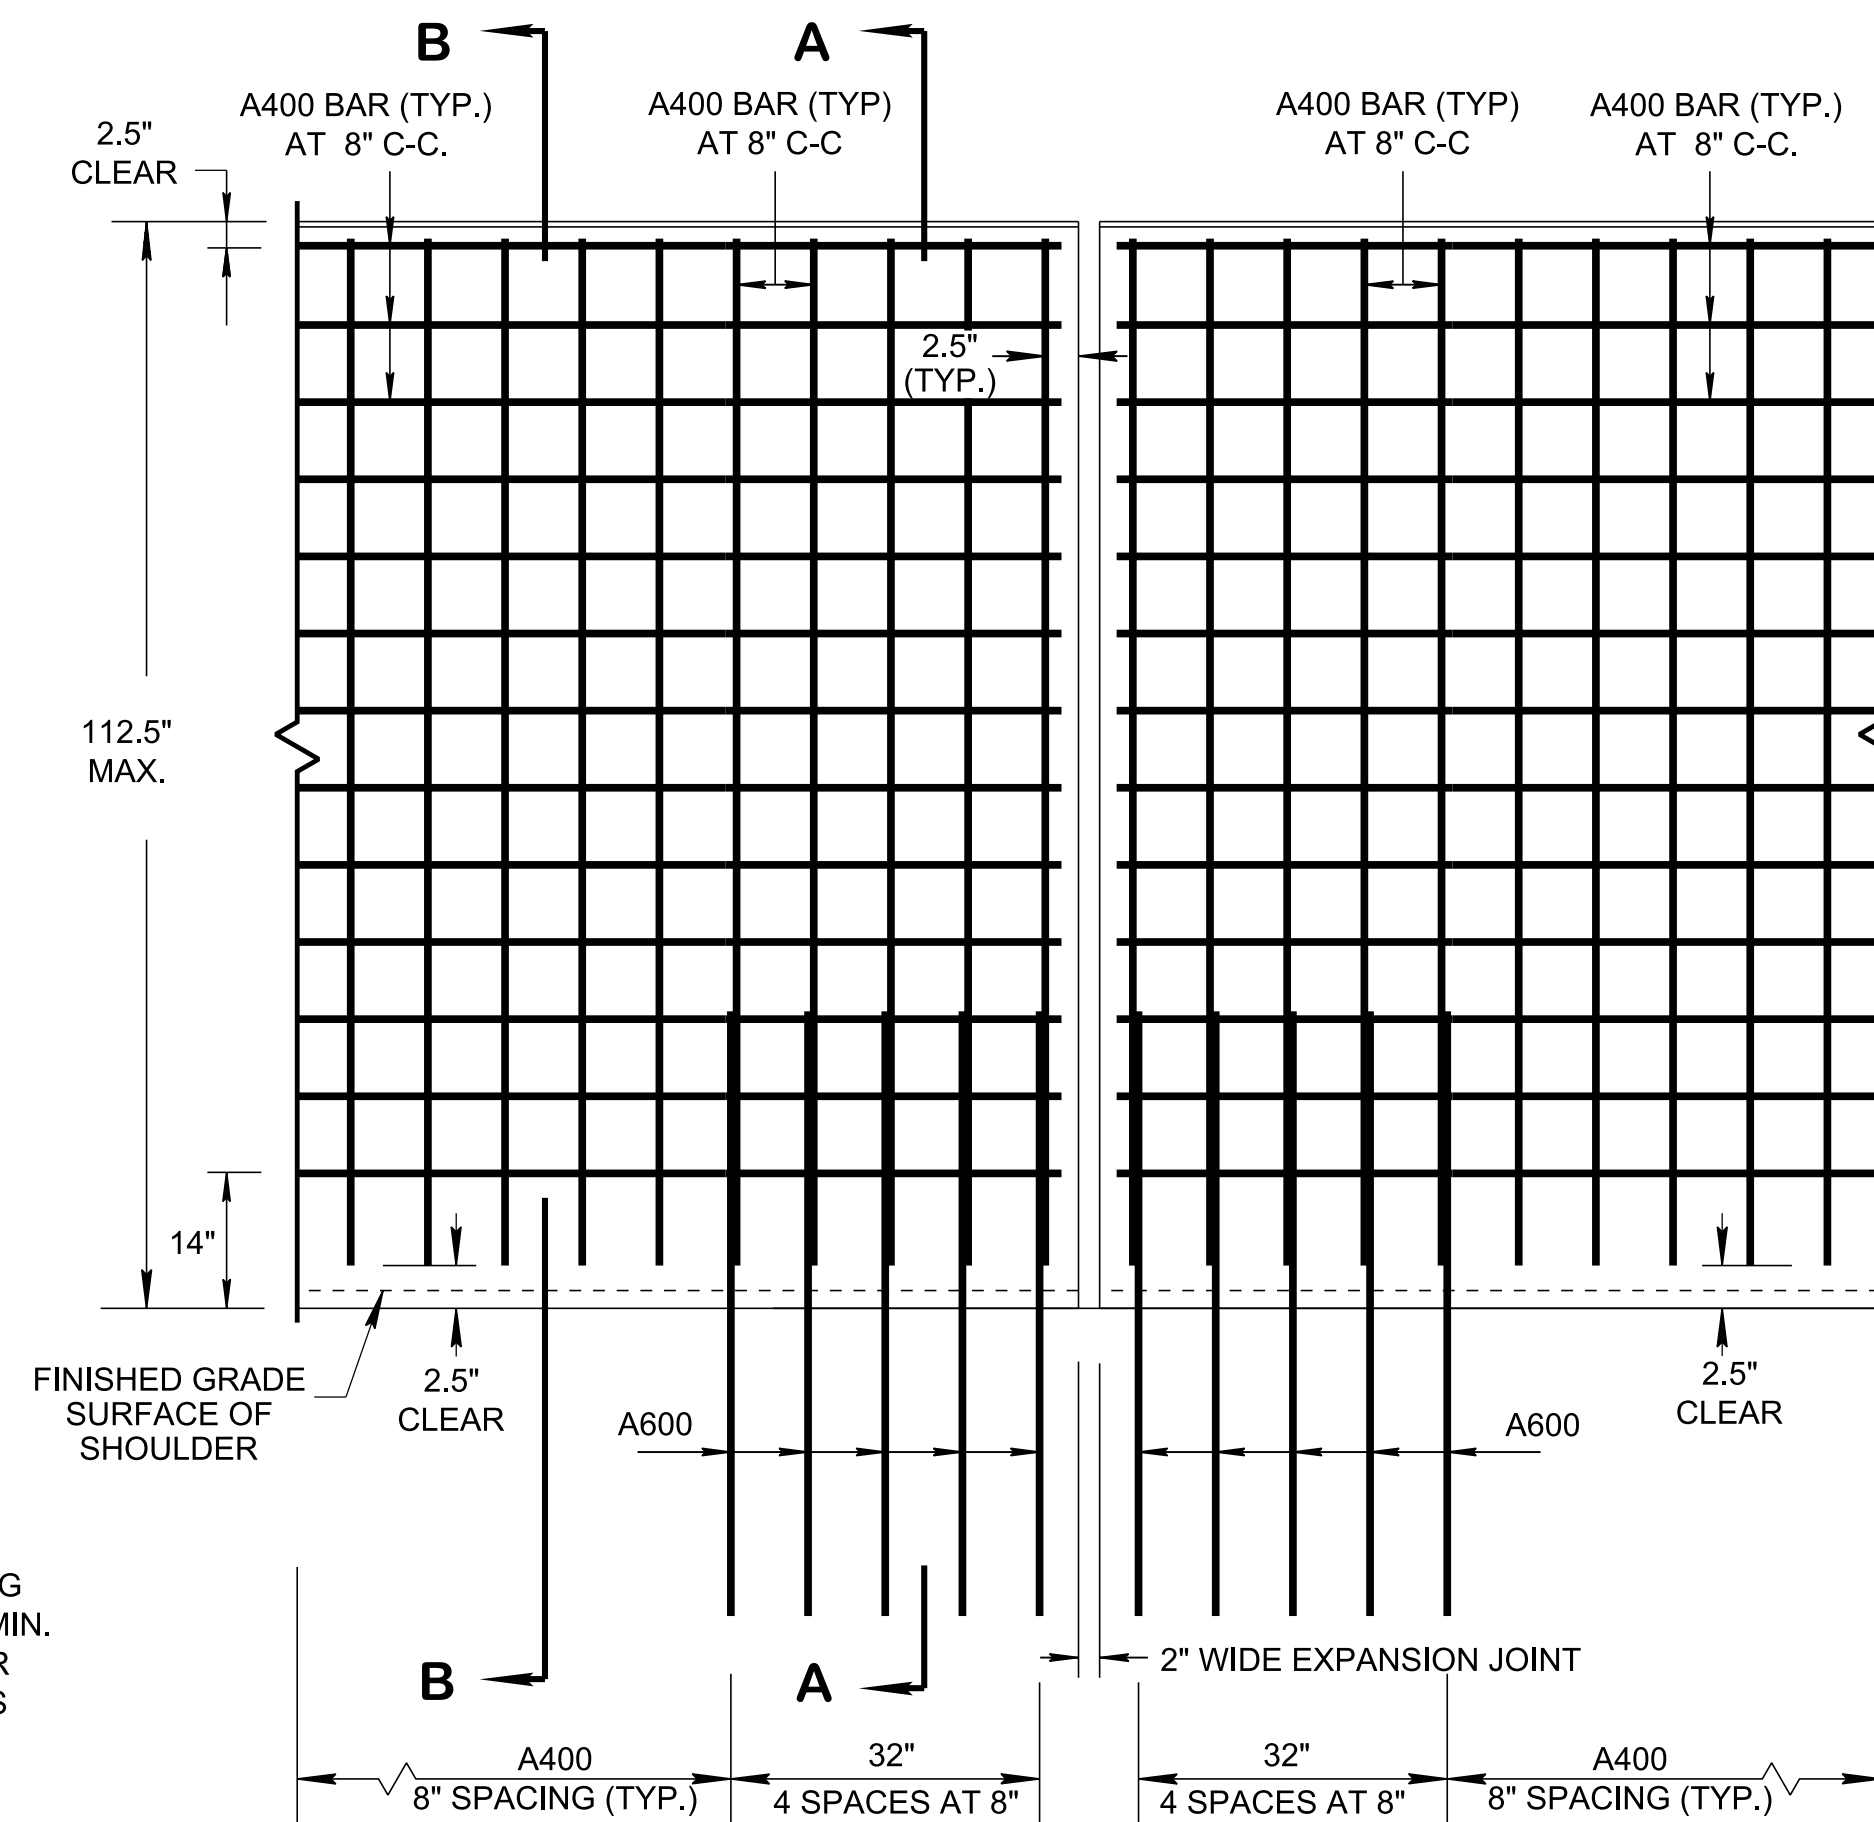 B
A
A400 BAR (TYP.)
AT 8" C-C.
A400 BAR (TYP)
AT 8" C-C
A400 BAR (TYP)
AT 8" C-C
A400 BAR (TYP.)
AT 8" C-C.
2.5"
CLEAR
2.5"
(TYP.)
112.5"
MAX.
14"
FINISHED GRADE
SURFACE OF
SHOULDER
2.5"
CLEAR
2.5"
CLEAR
A600
A600
G
MIN.
R
S
2" WIDE EXPANSION JOINT
B
A
A400
8" SPACING (TYP.)
32"
4 SPACES AT 8"
32"
4 SPACES AT 8"
A400
8" SPACING (TYP.)